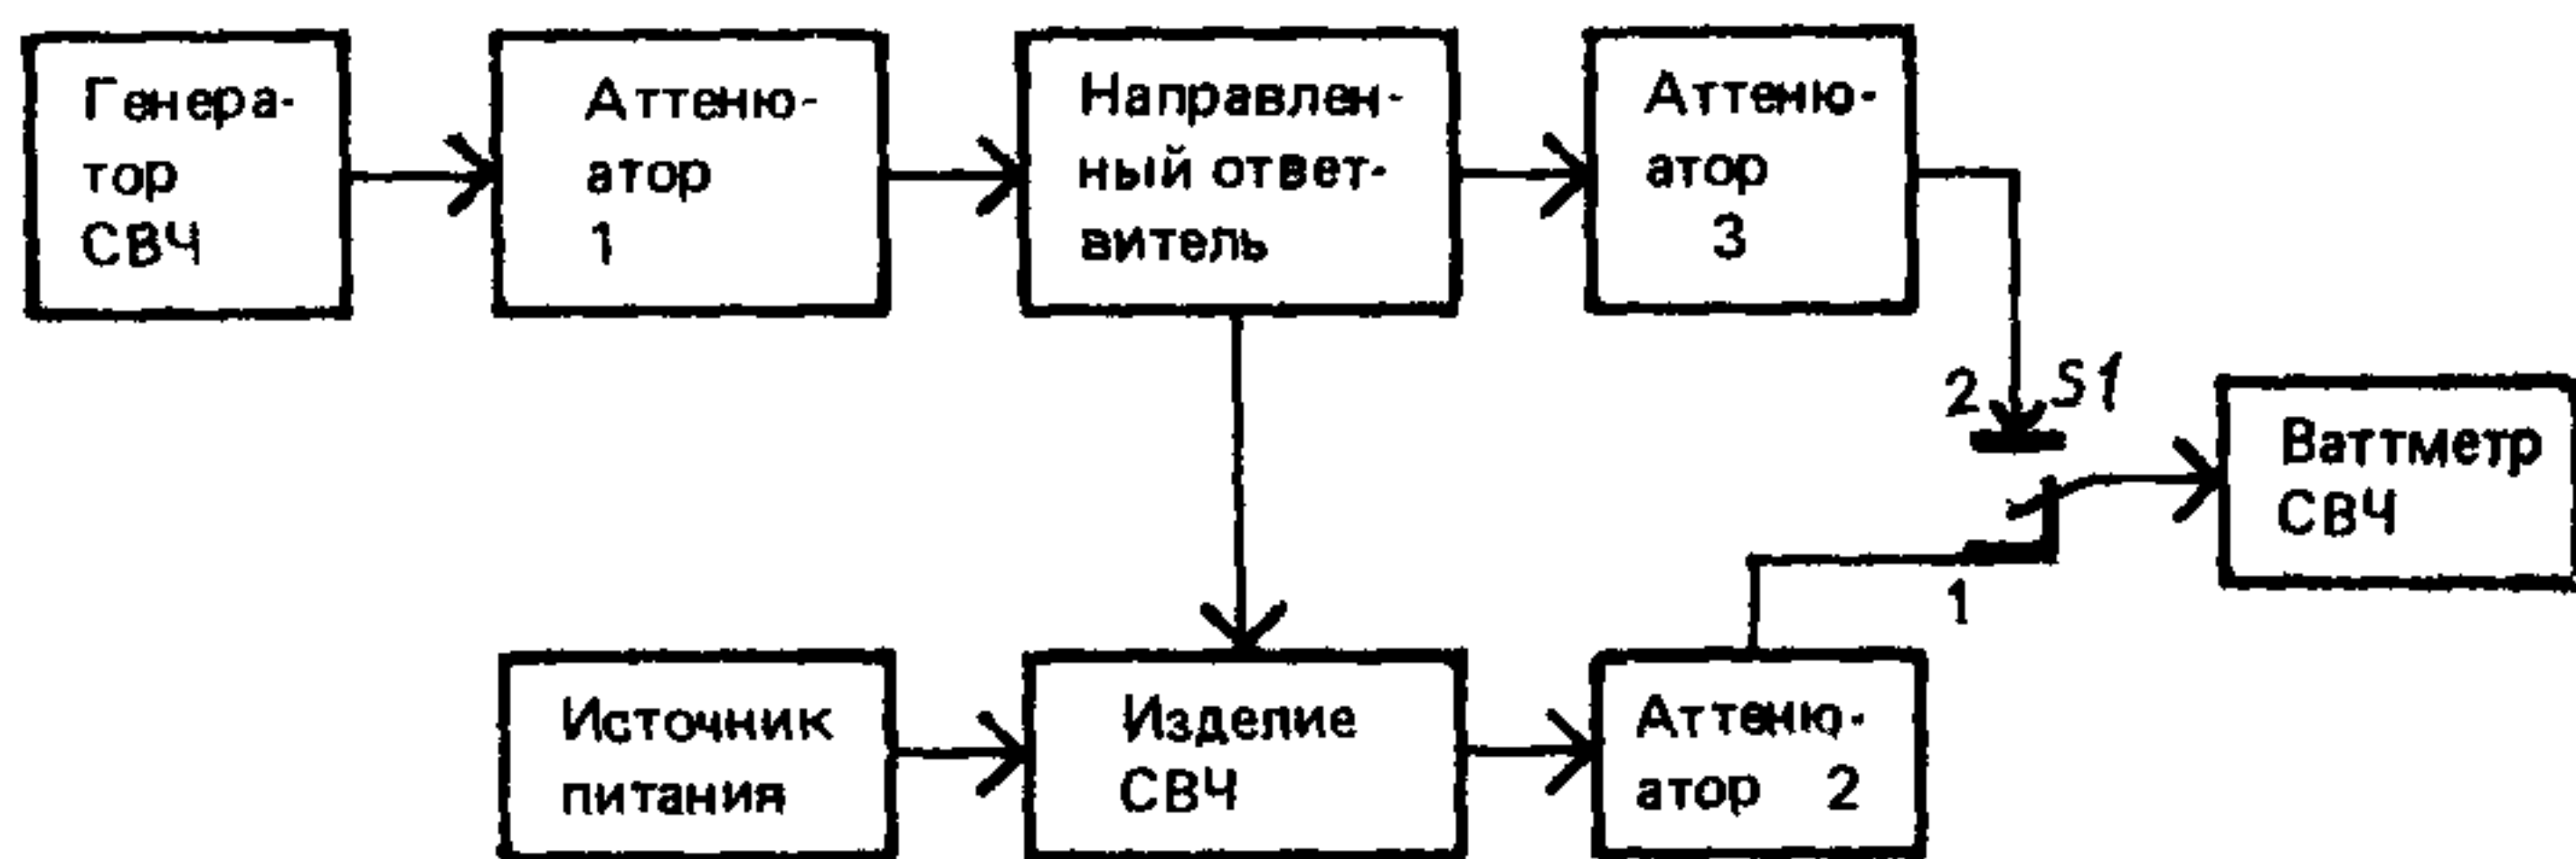 Генера-
тор
СВЧ
Аттеню-
атор
1
Направлен-
ный ответ-
витель
Аттеню-
атор
3
2 S1
Ваттметр
СВЧ
1
Источник
питания
Изделие
СВЧ
Аттеню-
атор 2